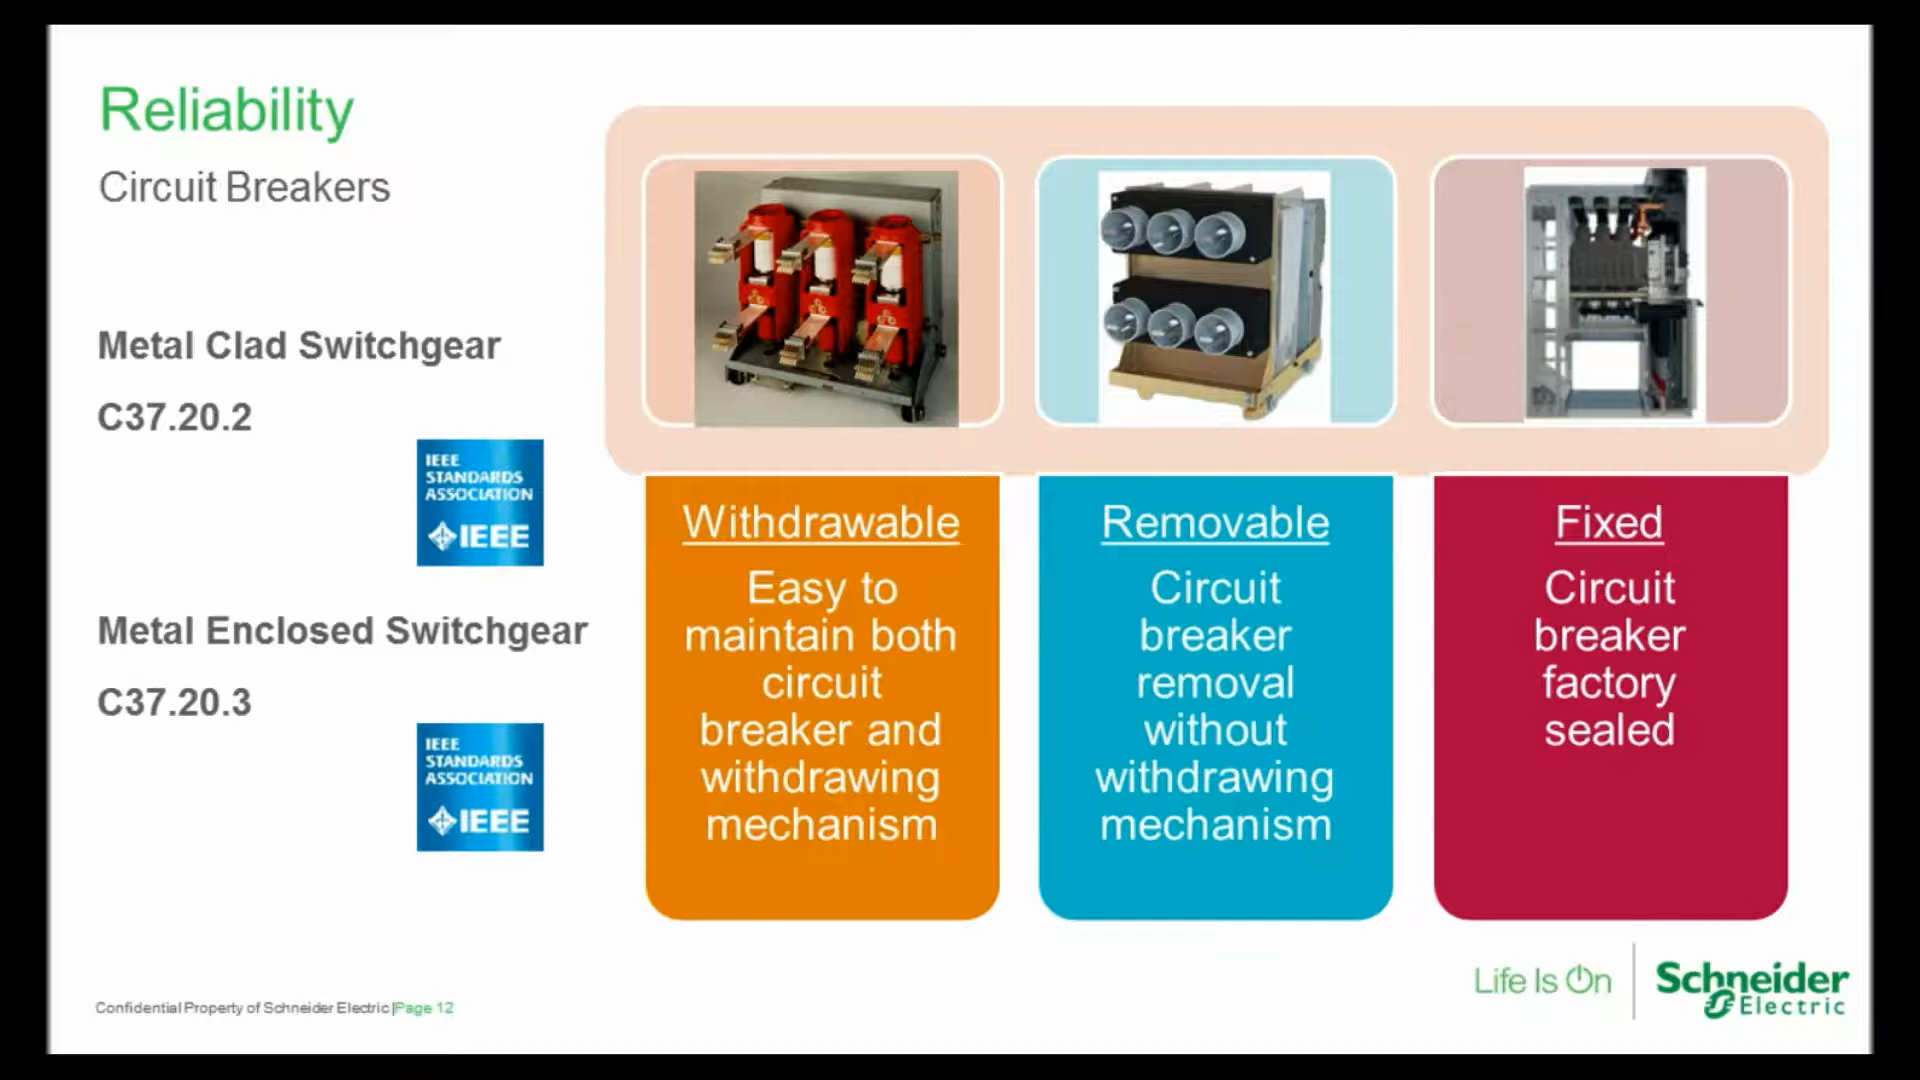 Reliability
Circuit Breakers
Metal Clad Switchgear
C37.20.2
IEEE
STANDARDS
ASSOCIATION
IEEE
Metal Enclosed Switchgear
C37.20.3
IEEE
STANDARDS
ASSOCIATION
IEEE
Withdrawable
Easy to
maintain both
circuit
breaker and
withdrawing
mechanism
Removable
Circuit
breaker
removal
without
withdrawing
mechanism
Fixed
Circuit
breaker
factory
sealed
Confidential Property of Schneider Electric |Page 12
Life Is On
Schneider
Electric